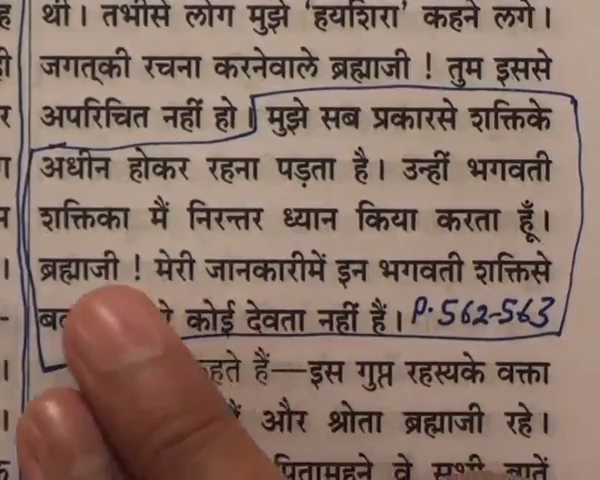 थी। तभीसे लोग मुझे 'हयशिरा' कहने लगे।
जगत्‌की रचना करनेवाले ब्रह्माजी ! तुम इससे
अपरिचित नहीं हो। मुझे सब प्रकारसे शक्तिके
अधीन होकर रहना पड़ता है। उन्हीं भगवती
शक्तिका मैं निरन्तर ध्यान किया करता हूँ।
ब्रह्माजी ! मेरी जानकारीमें इन भगवती शक्तिसे
कोई देवता नहीं हैं। P. 562-563
हैं—इस गुप्त रहस्यके वक्ता
और श्रोता ब्रह्माजी रहे।